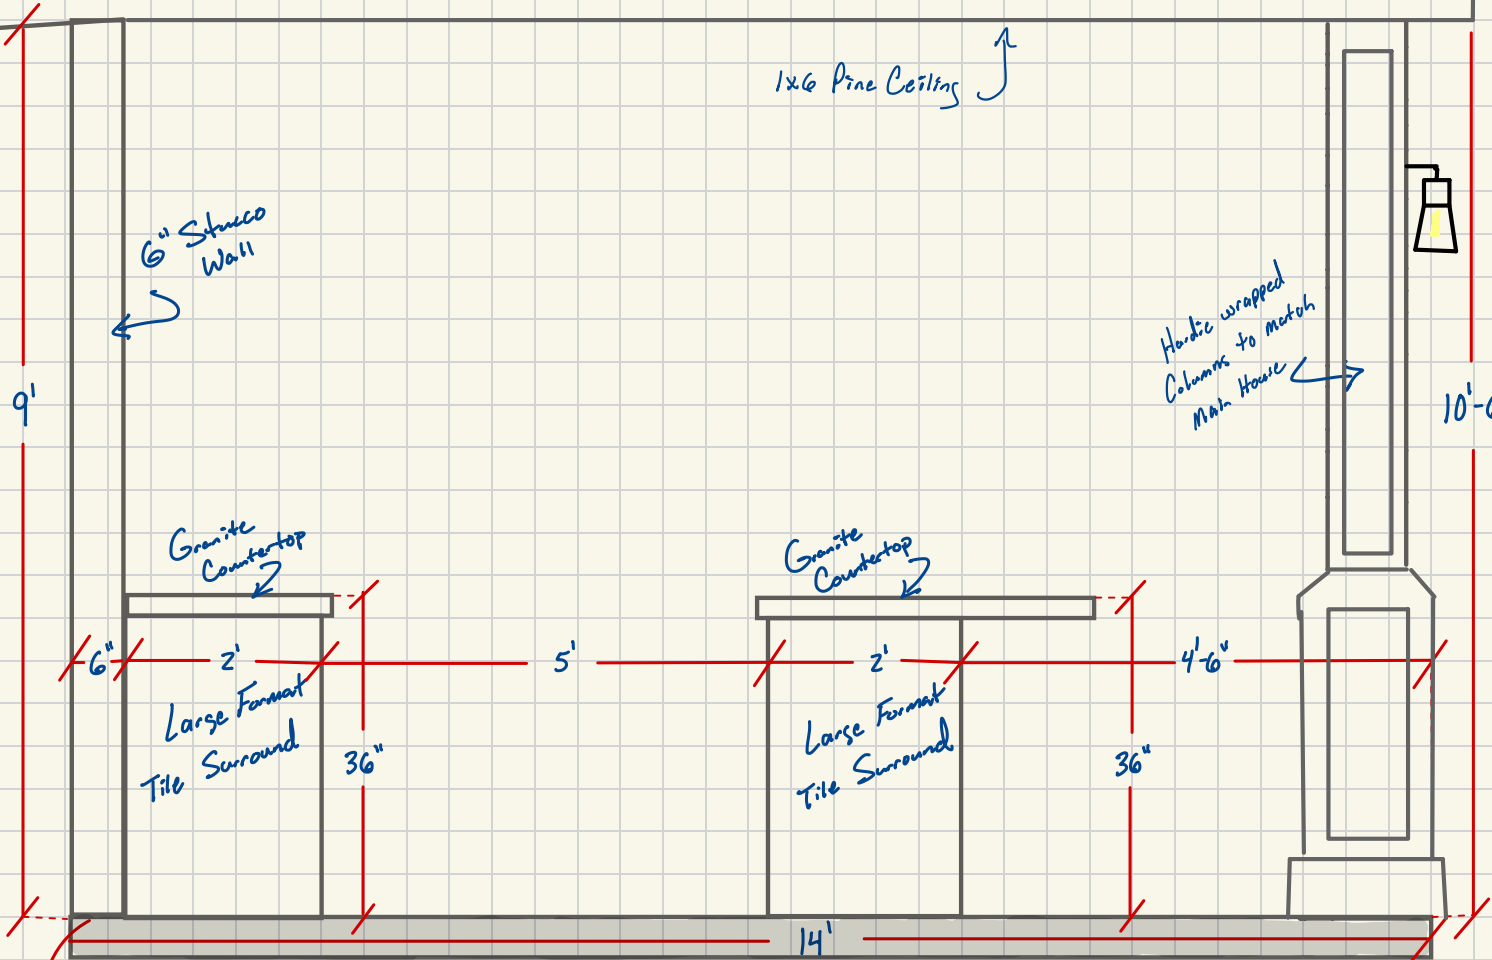 1x6 Pine Ceiling
6" Stucco
Wall
Hardie wrapped
Columns to match
Main House
9'
10'-6
Granite
Countertop
Granite
Countertop
6"
2'
5'
2'
4'-6"
Large Format
Tile Surround
36"
Large Format
Tile Surround
36"
14'